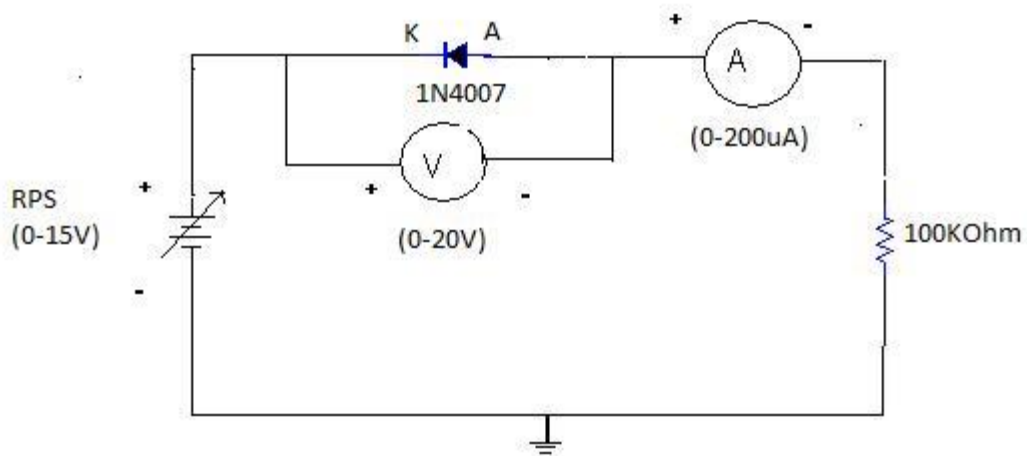 K A
1N4007
+ V -
(0-20V)
+ A -
(0-200uA)
RPS
(0-15V)
+
-
100KOhm